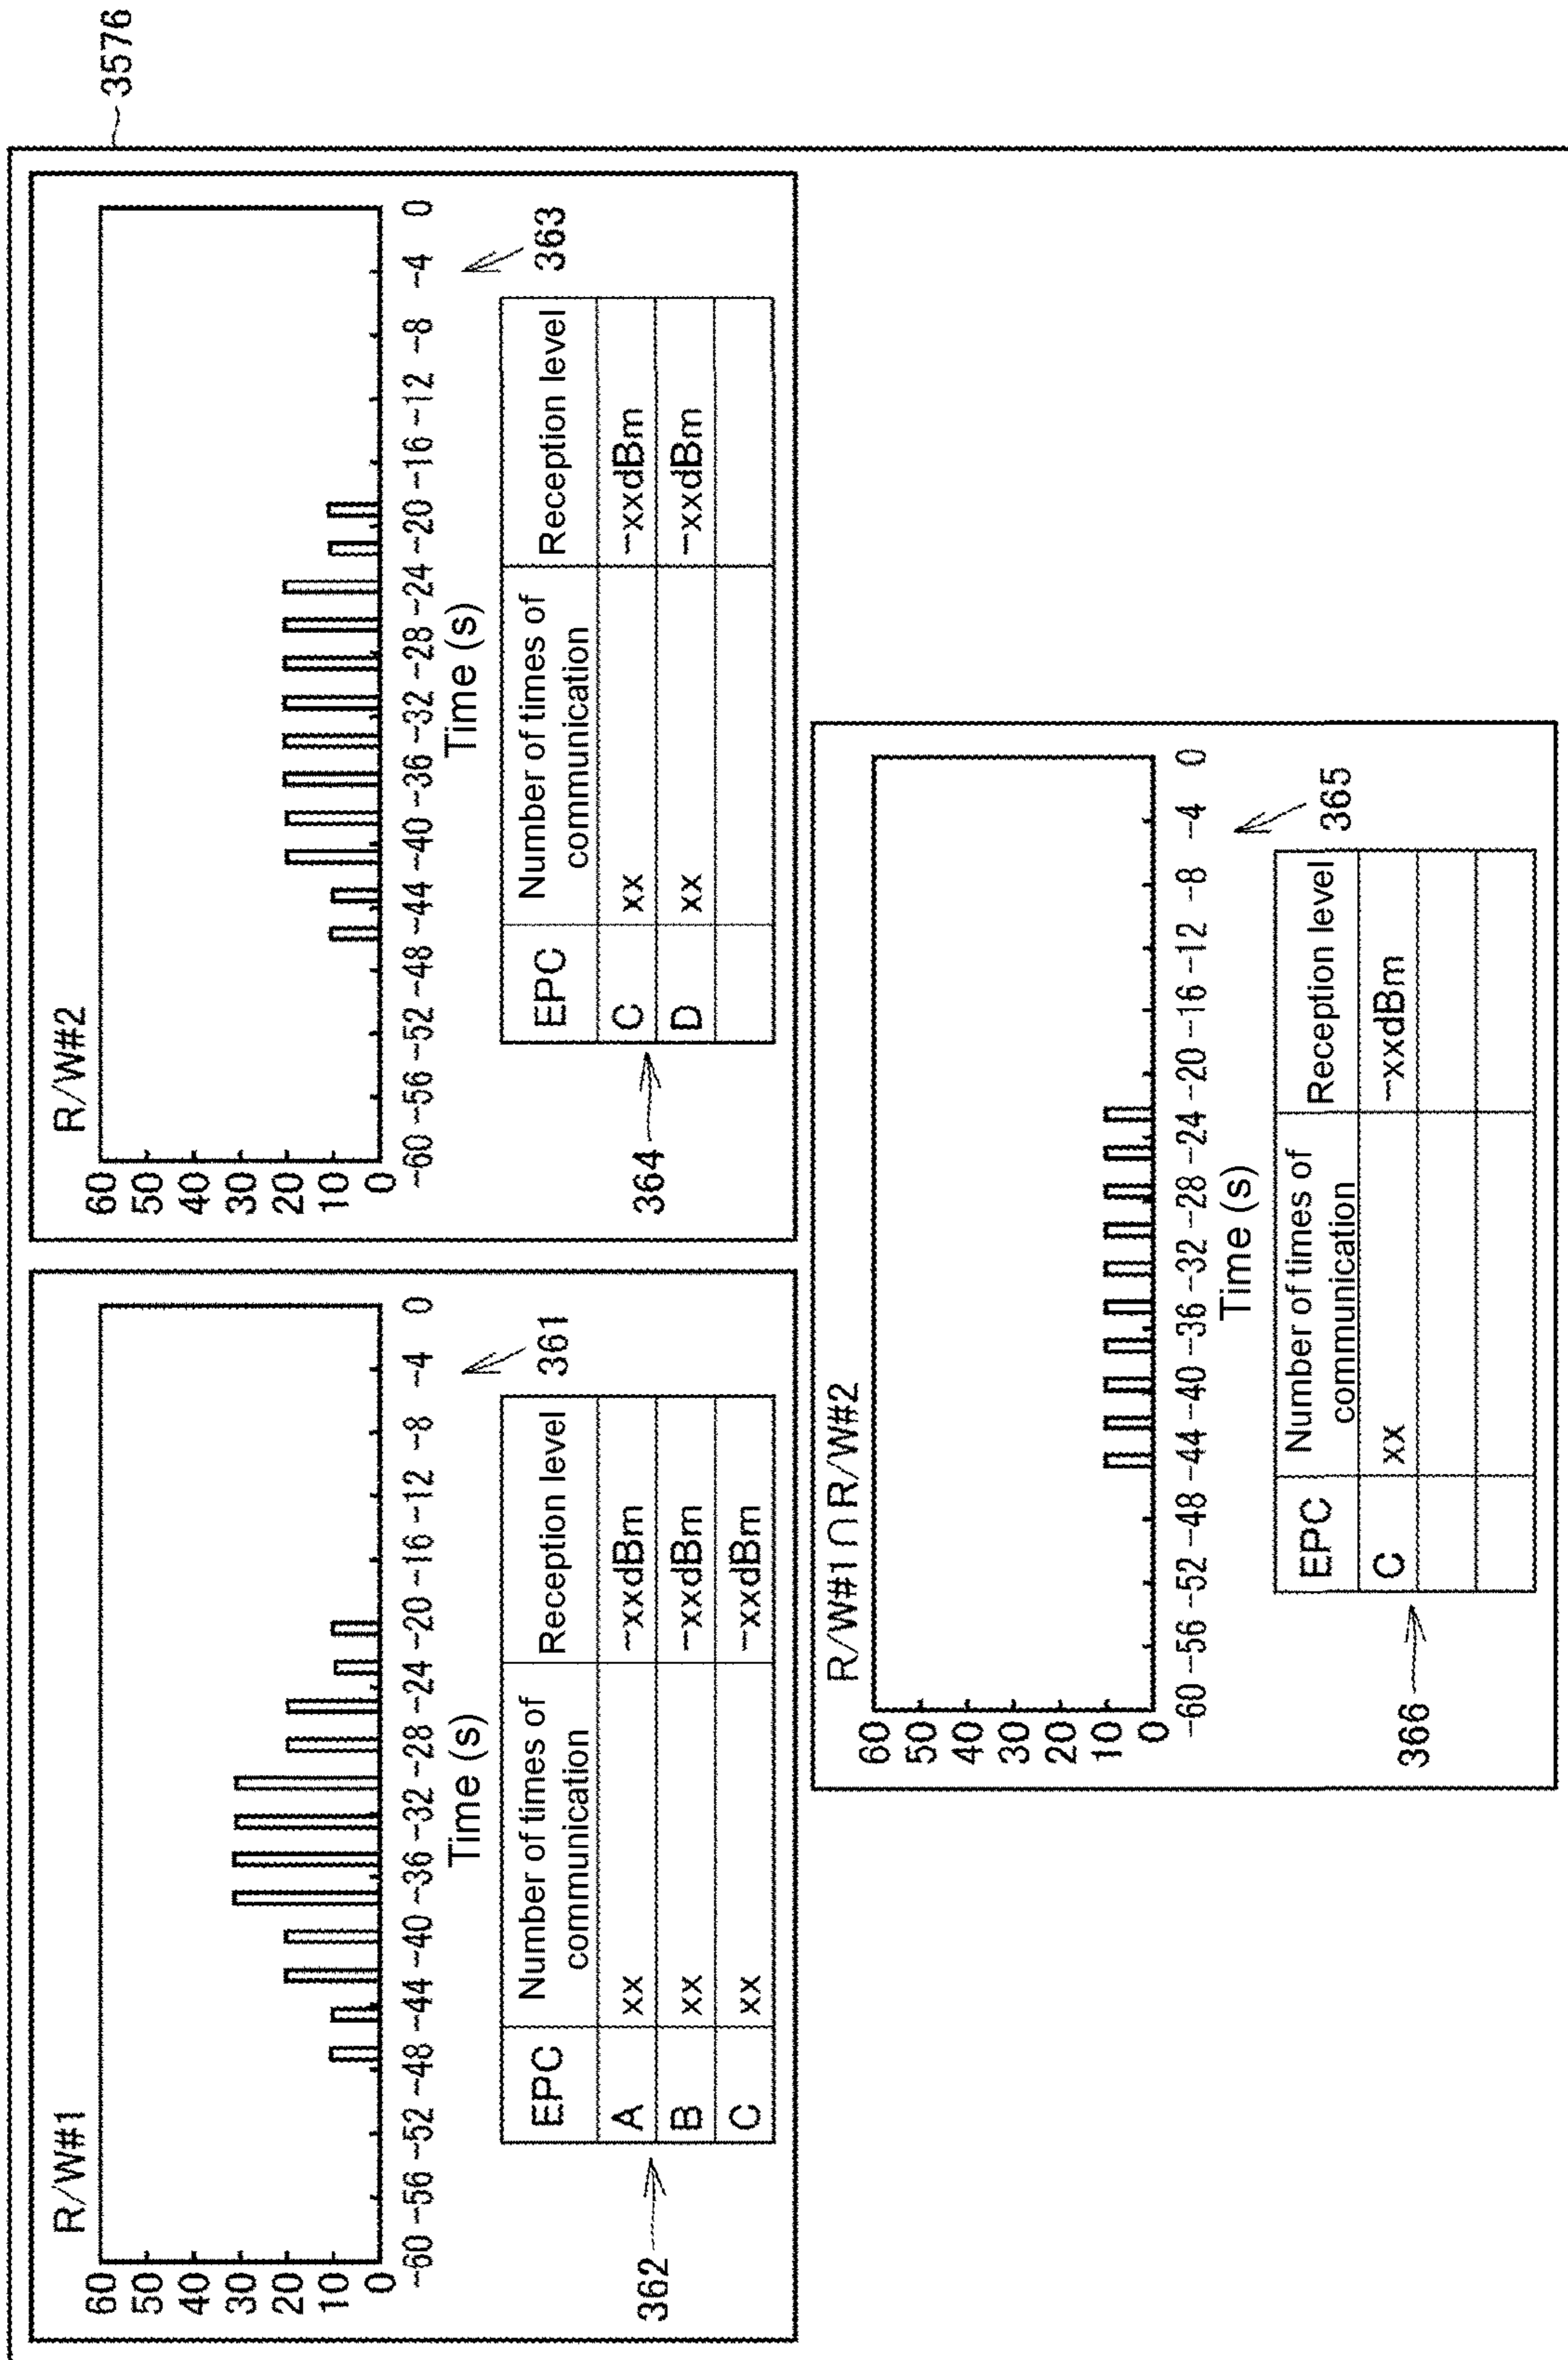 3576
R/W#1
60
50
40
30
20
10
0
-60 -56 -52 -48 -44 -40 -36 -32 -28 -24 -20 -16 -12 -8 -4 0
Time (s)
361
EPC Number of times of communication Reception level
A xx -xxdBm
B xx -xxdBm
C xx -xxdBm
362
R/W#2
60
50
40
30
20
10
0
-60 -56 -52 -48 -44 -40 -36 -32 -28 -24 -20 -16 -12 -8 -4 0
Time (s)
363
EPC Number of times of communication Reception level
C xx -xxdBm
D xx -xxdBm
364
R/W#1∩R/W#2
60
50
40
30
20
10
0
-60 -56 -52 -48 -44 -40 -36 -32 -28 -24 -20 -16 -12 -8 -4 0
Time (s)
365
EPC Number of times of communication Reception level
C xx -xxdBm
366